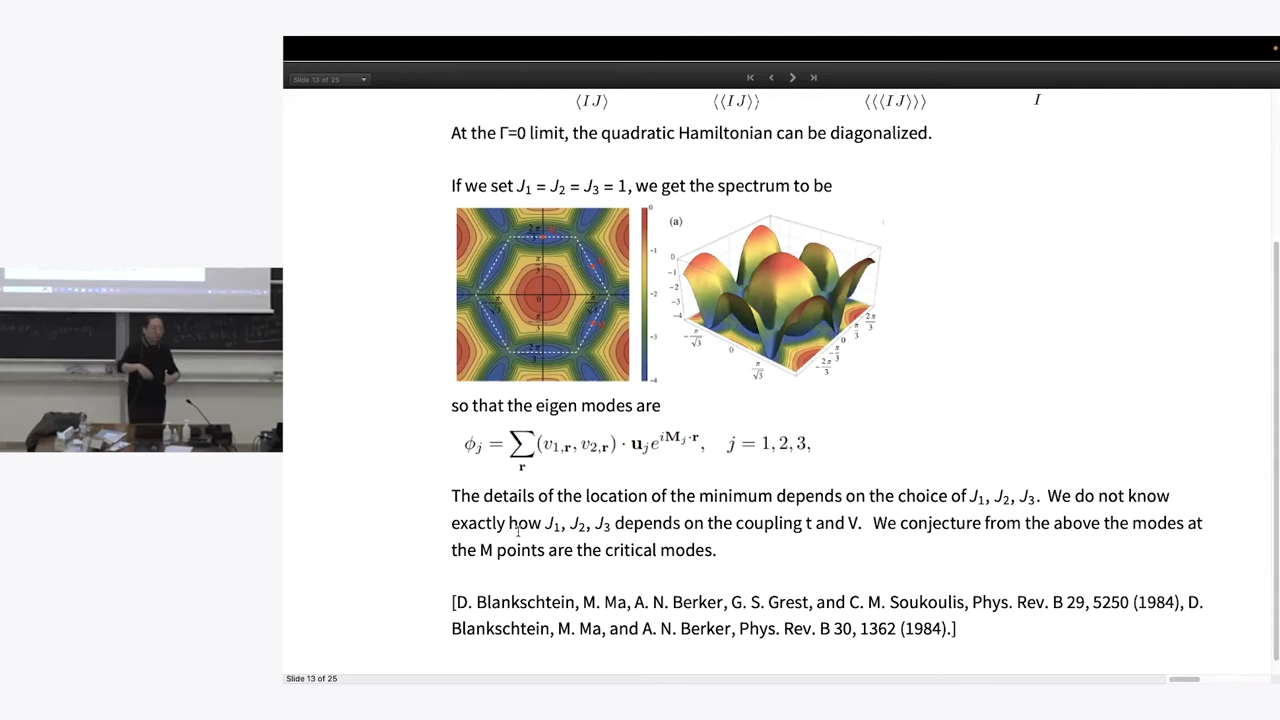 Slide 13 of 25
⟨IJ⟩ ⟨⟨IJ⟩⟩ ⟨⟨⟨IJ⟩⟩⟩ I
At the Γ=0 limit, the quadratic Hamiltonian can be diagonalized.
If we set J₁ = J₂ = J₃ = 1, we get the spectrum to be
(a)
so that the eigen modes are
ϕⱼ = ∑ᵣ (v₁,ᵣ, v₂,ᵣ) · uⱼ e^{iMⱼ·r}, j = 1, 2, 3,
The details of the location of the minimum depends on the choice of J₁, J₂, J₃. We do not know
exactly how J₁, J₂, J₃ depends on the coupling t and V. We conjecture from the above the modes at
the M points are the critical modes.
[D. Blankschtein, M. Ma, A. N. Berker, G. S. Grest, and C. M. Soukoulis, Phys. Rev. B 29, 5250 (1984), D.
Blankschtein, M. Ma, and A. N. Berker, Phys. Rev. B 30, 1362 (1984).]
Slide 13 of 25